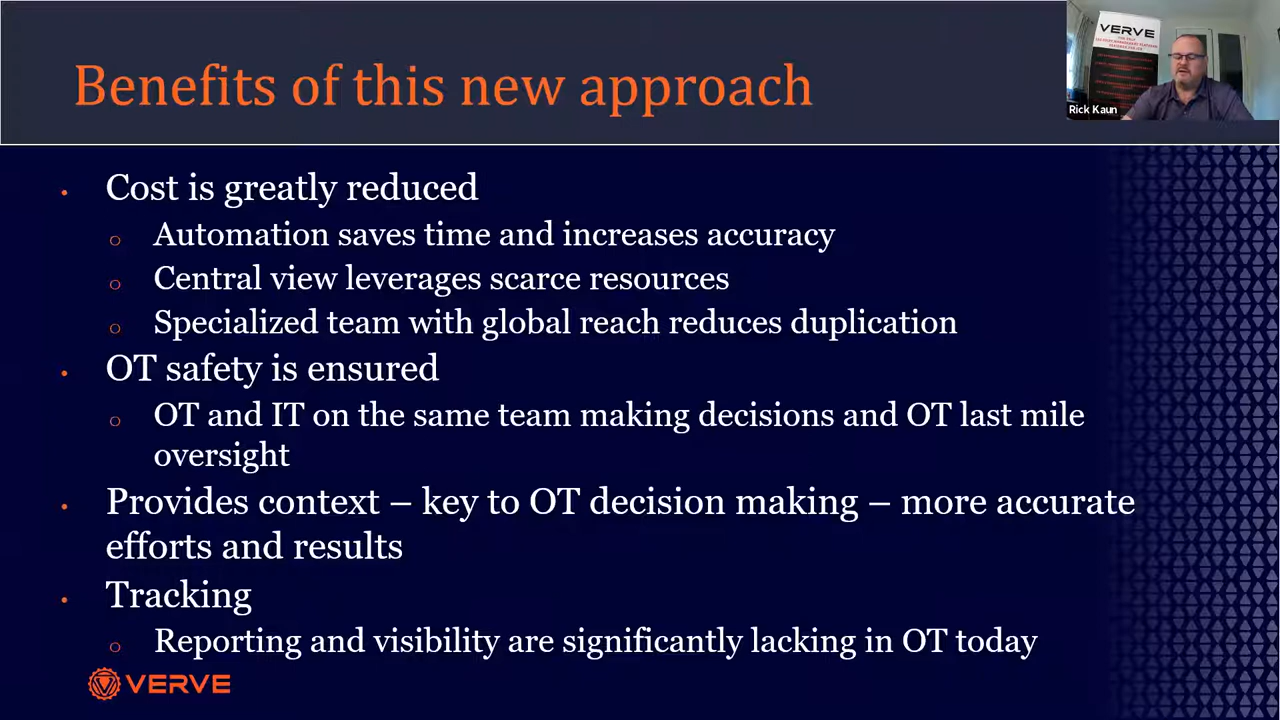 Benefits of this new approach
VERVE
Rick Kaun
• Cost is greatly reduced
o Automation saves time and increases accuracy
o Central view leverages scarce resources
o Specialized team with global reach reduces duplication
• OT safety is ensured
o OT and IT on the same team making decisions and OT last mile
oversight
• Provides context – key to OT decision making – more accurate
efforts and results
• Tracking
o Reporting and visibility are significantly lacking in OT today
VERVE